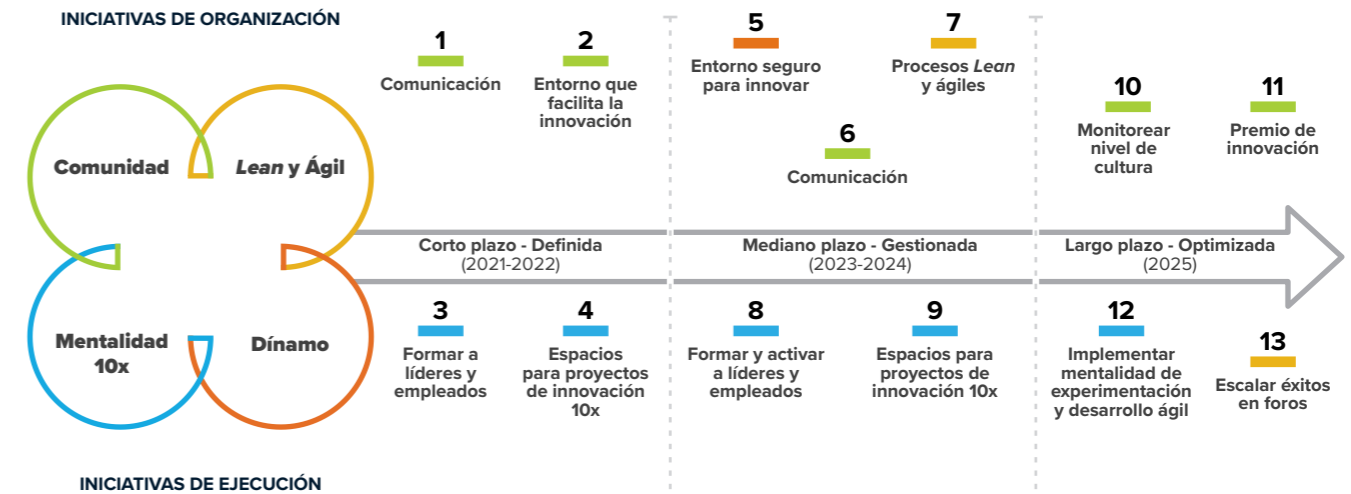 INICIATIVAS DE ORGANIZACIÓN
Comunidad
Lean y Ágil
Mentalidad
10x
Dínamo
INICIATIVAS DE EJECUCIÓN
1
Comunicación
2
Entorno que
facilita la
innovación
5
Entorno seguro
para innovar
6
Comunicación
7
Procesos Lean
y ágiles
10
Monitorear
nivel de
cultura
11
Premio de
innovación
Corto plazo - Definida
(2021-2022)
Mediano plazo - Gestionada
(2023-2024)
Largo plazo - Optimizada
(2025)
3
Formar a
líderes y
empleados
4
Espacios
para proyectos
de innovación
10x
8
Formar y activar
a líderes y
empleados
9
Espacios para
proyectos de
innovación 10x
12
Implementar
mentalidad de
experimentación
y desarrollo ágil
13
Escalar éxitos
en foros